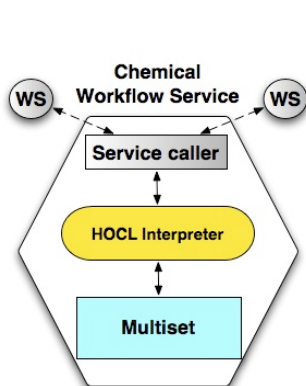 Chemical
Workflow Service
WS
WS
Service caller
HOCL Interpreter
Multiset